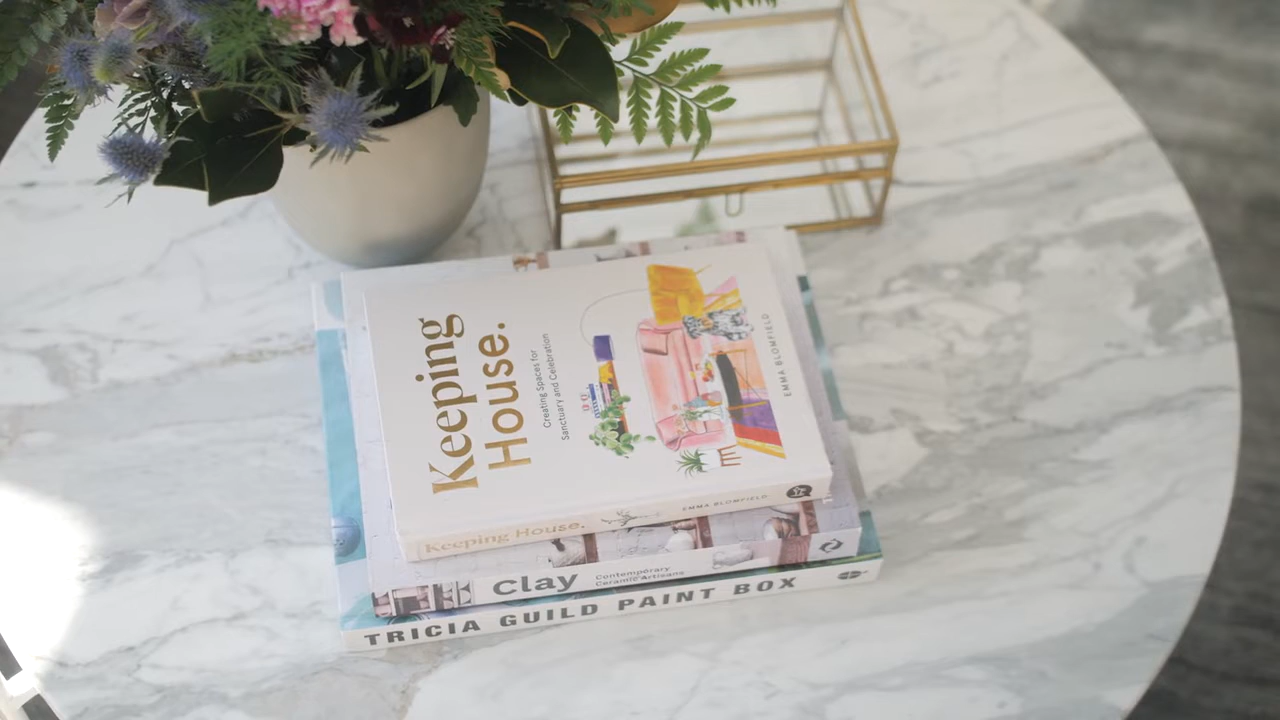 Keeping
House.
Creating Spaces for
Sanctuary and Celebration
EMMA BLOMFIELD
Keeping House.
EMMA BLOMFIELD
Clay
Contemporary
Ceramic Artisans
TRICIA GUILD PAINT BOX